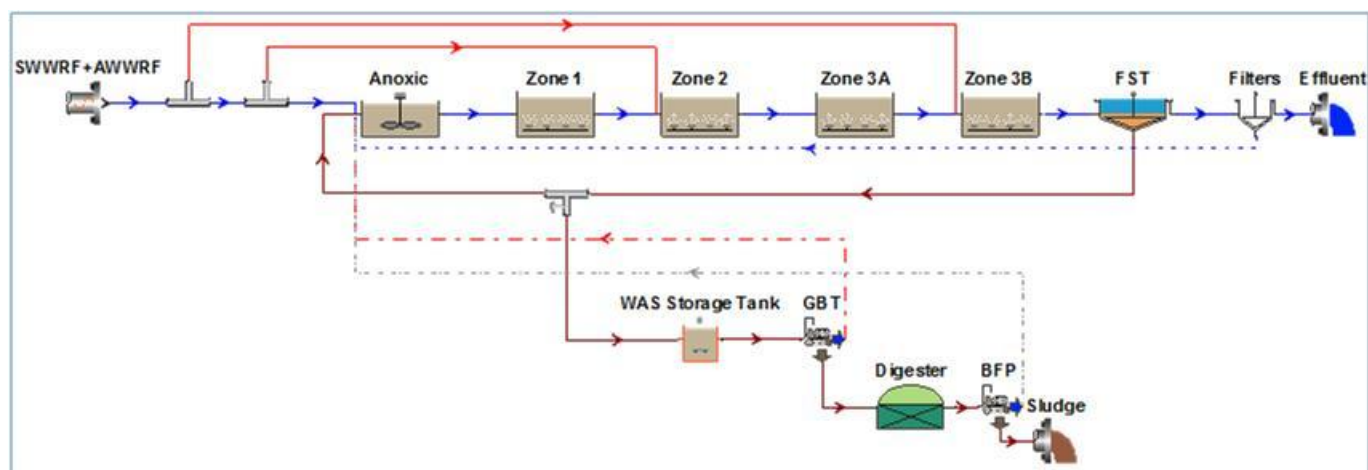 SWWRF+AWWRF
Anoxic
Zone 1
Zone 2
Zone 3A
Zone 3B
FST
Filters
Effluent
WAS Storage Tank
GBT
Digester
BFP
Sludge